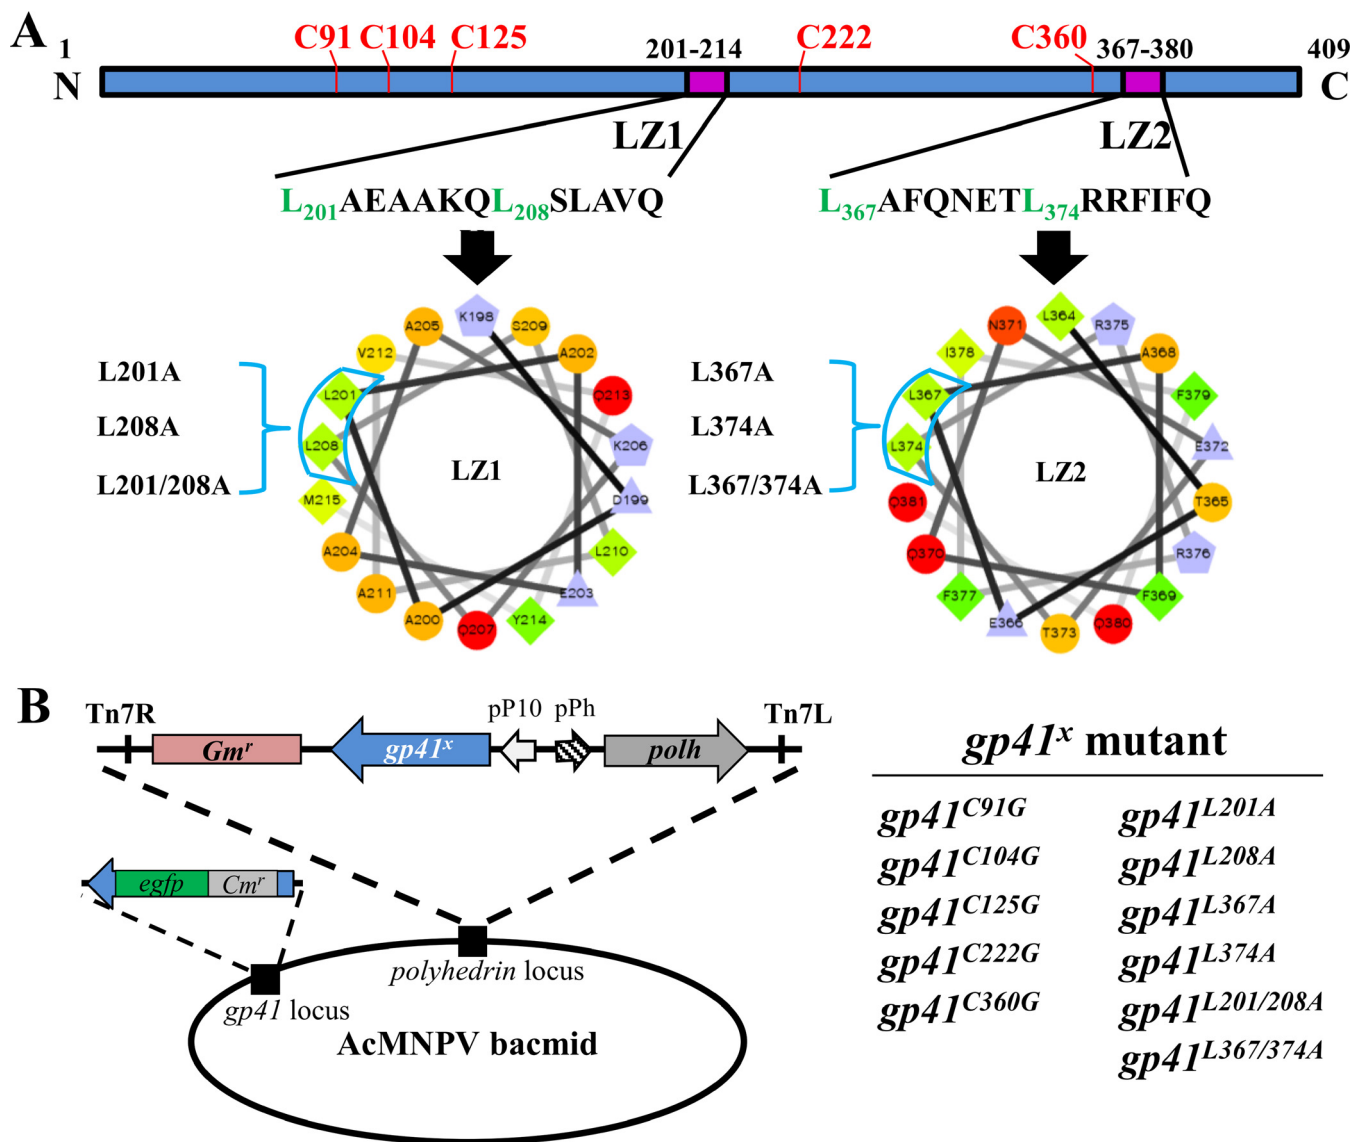 A
1
C91 C104 C125
201-214
C222
C360
367-380
409
N
C
LZ1
LZ2
L201AEAAKQL208SLAVQ
L367AFQNETL374RRFIFQ
L201A
L208A
L201/208A
K198
A205
S209
V212
A202
L201
Q213
L208
K206
LZ1
M215
D199
A204
L210
A211
E203
A200
Q207
Y214
L367A
L374A
L367/374A
L364
N371
R375
I378
A368
L367
F379
L374
E372
LZ2
Q381
T365
Q370
R376
F377
F369
E366
T373
Q380
B
Tn7R
pP10
pPh
Tn7L
Gmʳ
gp41ˣ
polh
egfp
Cmʳ
polyhedrin locus
gp41 locus
AcMNPV bacmid
gp41ˣ mutant
gp41C91G
gp41L201A
gp41C104G
gp41L208A
gp41C125G
gp41L367A
gp41C222G
gp41L374A
gp41C360G
gp41L201/208A
gp41L367/374A